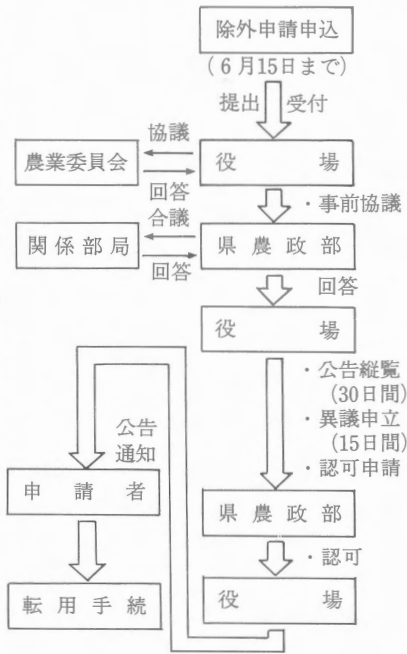 除外申請申込
(6月15日まで)
提出 受付
協議
農業委員会
役場
回答
・事前協議
合議
関係部局
県農政部
回答
回答
役場
・公告縦覧
(30日間)
・異議申立
(15日間)
・認可申請
公告
通知
申請者
県農政部
・認可
転用手続
役場